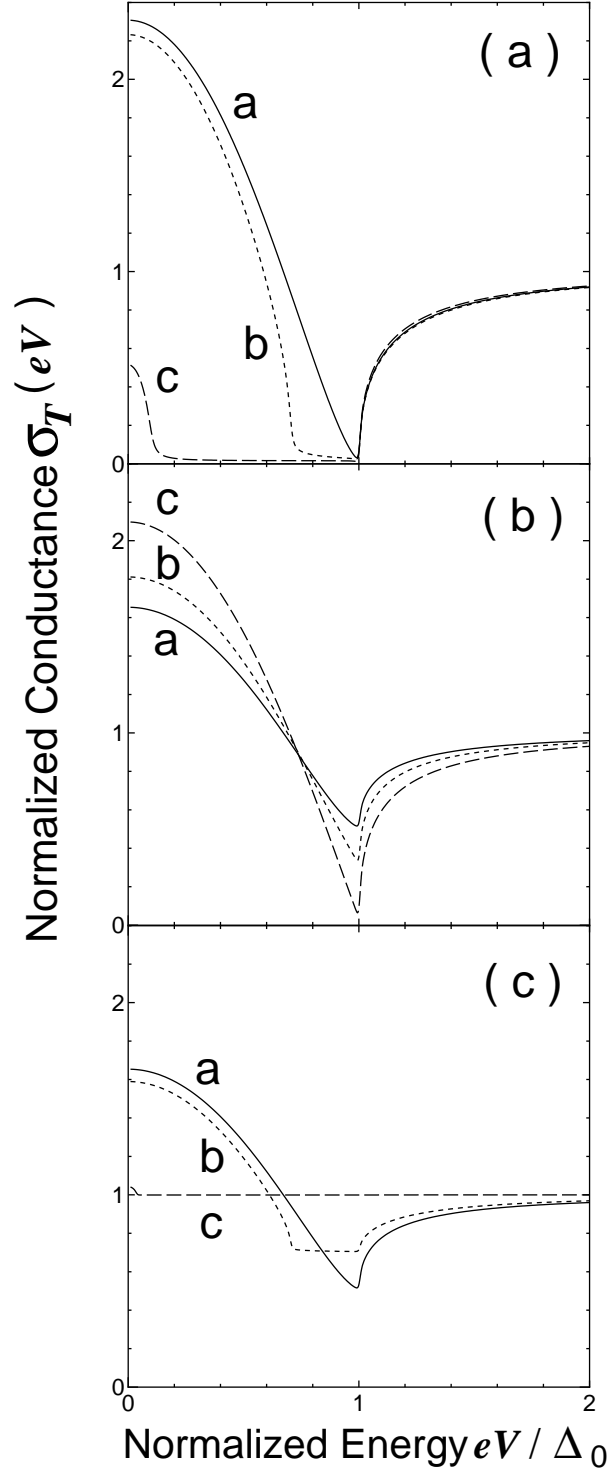 Normalized Conductance σT(eV)
( a )
2
1
0
a
b
c
( b )
2
1
0
c
b
a
( c )
2
1
0
a
b
c
0 1 2
Normalized Energy eV / Δ0